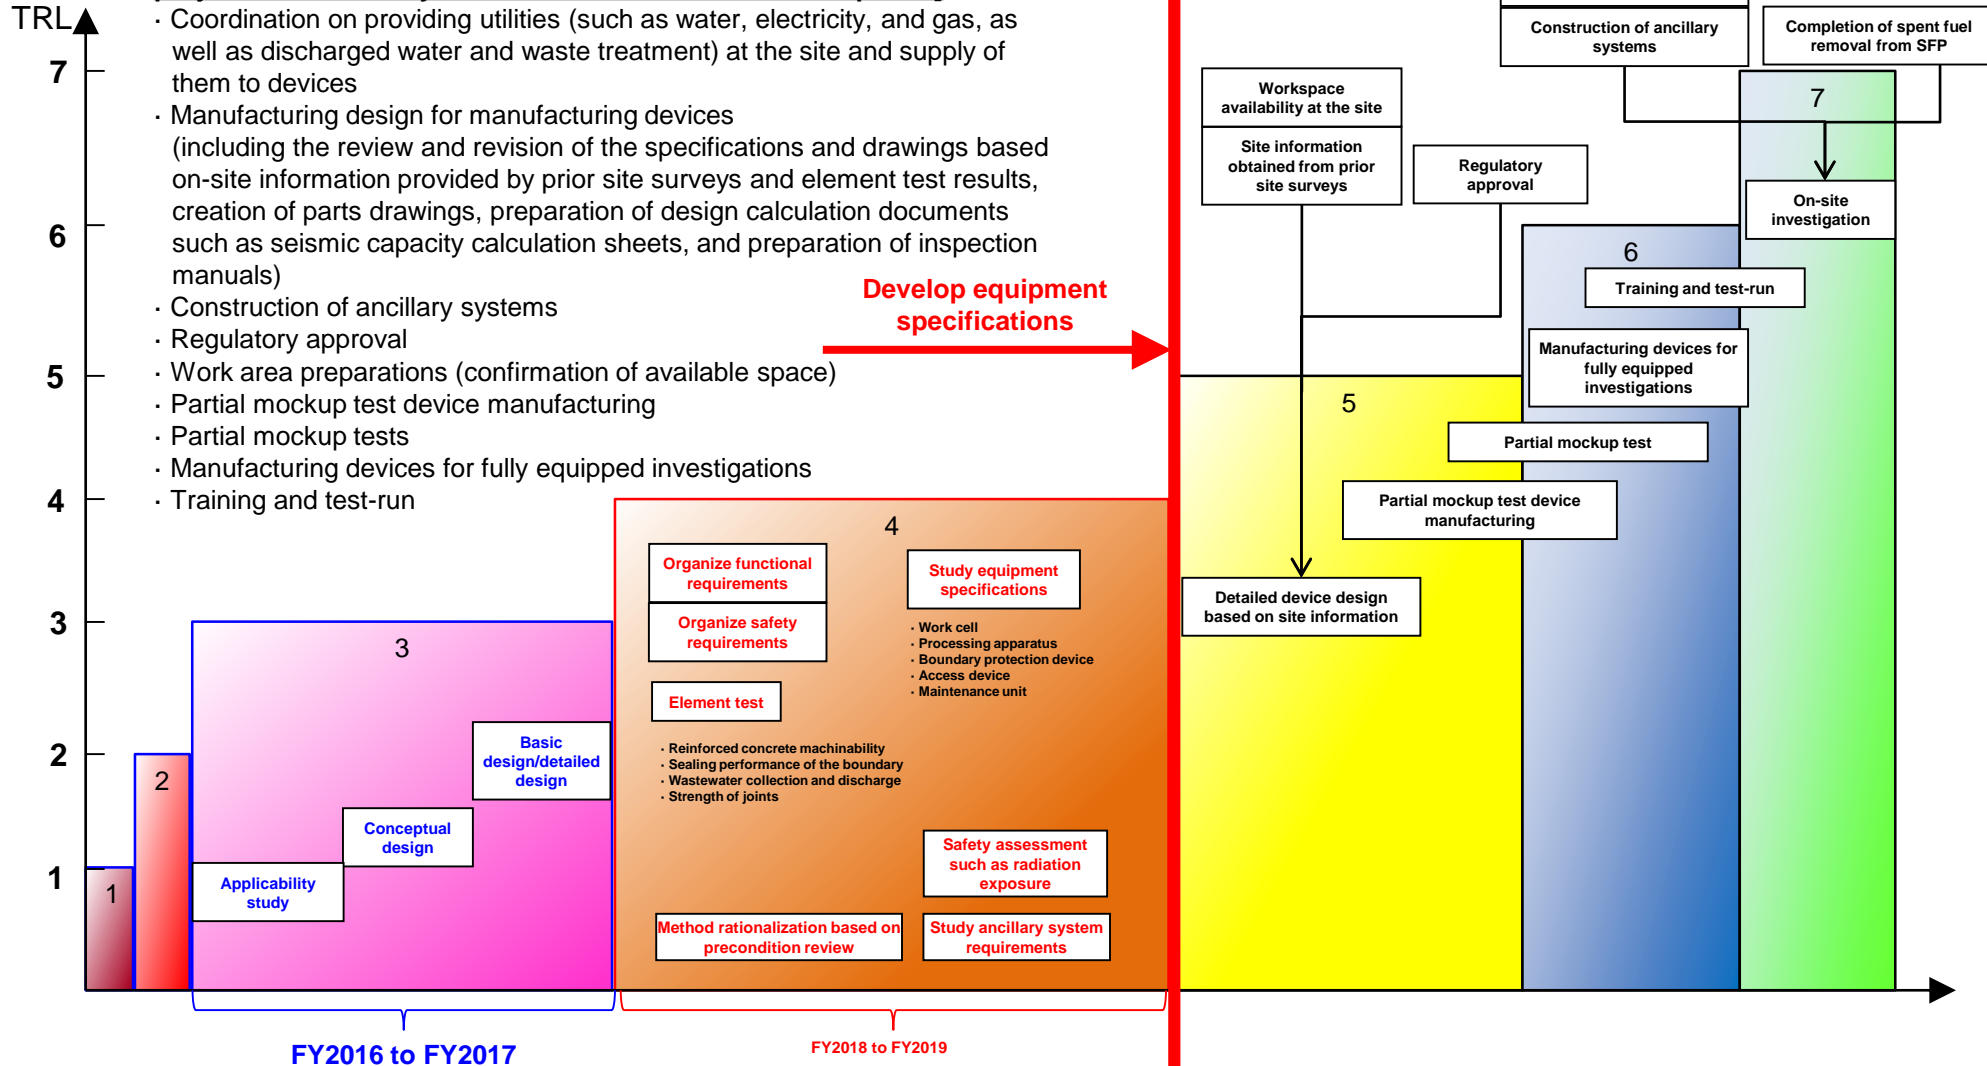 TRL
7
6
5
4
3
2
1
· Coordination on providing utilities (such as water, electricity, and gas, as
well as discharged water and waste treatment) at the site and supply of
them to devices
· Manufacturing design for manufacturing devices
(including the review and revision of the specifications and drawings based
on-site information provided by prior site surveys and element test results,
creation of parts drawings, preparation of design calculation documents
such as seismic capacity calculation sheets, and preparation of inspection
manuals)
· Construction of ancillary systems
· Regulatory approval
· Work area preparations (confirmation of available space)
· Partial mockup test device manufacturing
· Partial mockup tests
· Manufacturing devices for fully equipped investigations
· Training and test-run
Develop equipment
specifications
1
2
3
Applicability
study
Conceptual
design
Basic
design/detailed
design
4
Organize functional
requirements
Organize safety
requirements
Element test
· Reinforced concrete machinability
· Sealing performance of the boundary
· Wastewater collection and discharge
· Strength of joints
Study equipment
specifications
· Work cell
· Processing apparatus
· Boundary protection device
· Access device
· Maintenance unit
Safety assessment
such as radiation
exposure
Method rationalization based on
precondition review
Study ancillary system
requirements
Workspace
availability at the site
Site information
obtained from prior
site surveys
Regulatory
approval
5
Detailed device design
based on site information
Partial mockup test device
manufacturing
Partial mockup test
6
Training and test-run
Manufacturing devices for
fully equipped
investigations
Construction of ancillary
systems
Completion of spent fuel
removal from SFP
7
On-site
investigation
FY2016 to FY2017
FY2018 to FY2019